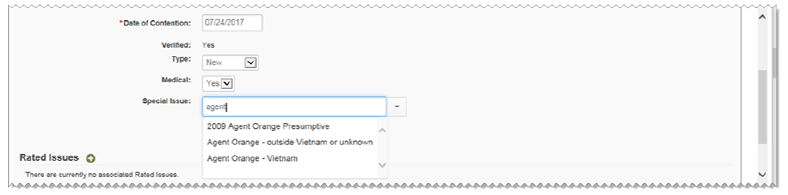 *Date of Contention: 07/24/2017
Verified: Yes
Type: New
Medical: Yes
Special Issue: agent
2009 Agent Orange Presumptive
Agent Orange - outside Vietnam or unknown
Agent Orange - Vietnam
Rated Issues
There are currently no associated Rated Issues.